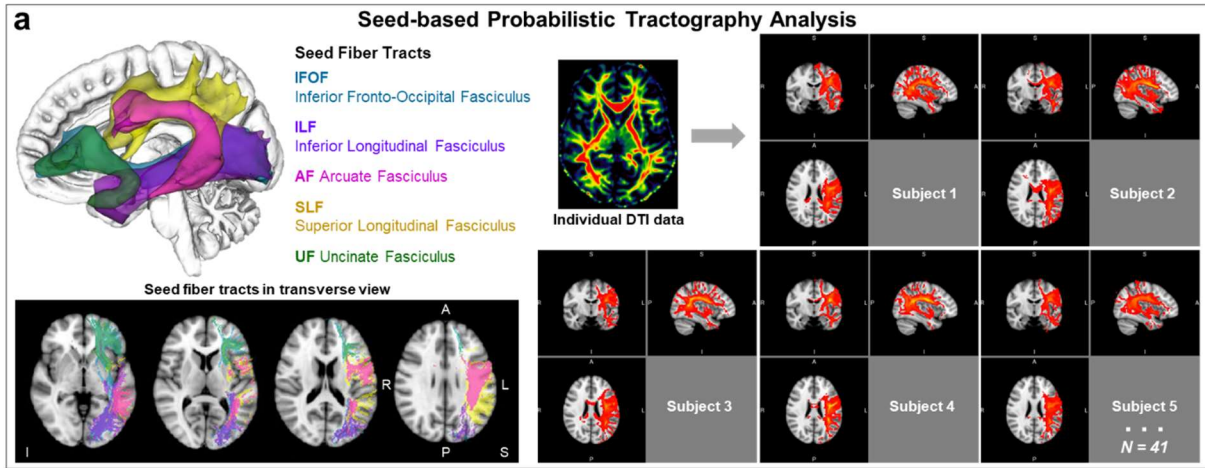 a
Seed-based Probabilistic Tractography Analysis
Seed Fiber Tracts
IFOF
Inferior Fronto-Occipital Fasciculus
ILF
Inferior Longitudinal Fasciculus
AF Arcuate Fasciculus
SLF
Superior Longitudinal Fasciculus
UF Uncinate Fasciculus
Individual DTI data
S
S
S
S
R
L
P
A
R
L
P
A
I
I
I
I
A
A
R
L
Subject 1
R
L
Subject 2
P
P
Seed fiber tracts in transverse view
A
R
L
I
P
S
S
S
S
S
S
S
R
L
P
A
R
L
P
A
R
L
P
A
I
I
I
I
I
I
A
A
A
R
L
Subject 3
R
L
Subject 4
R
L
Subject 5
...
N = 41
P
P
P